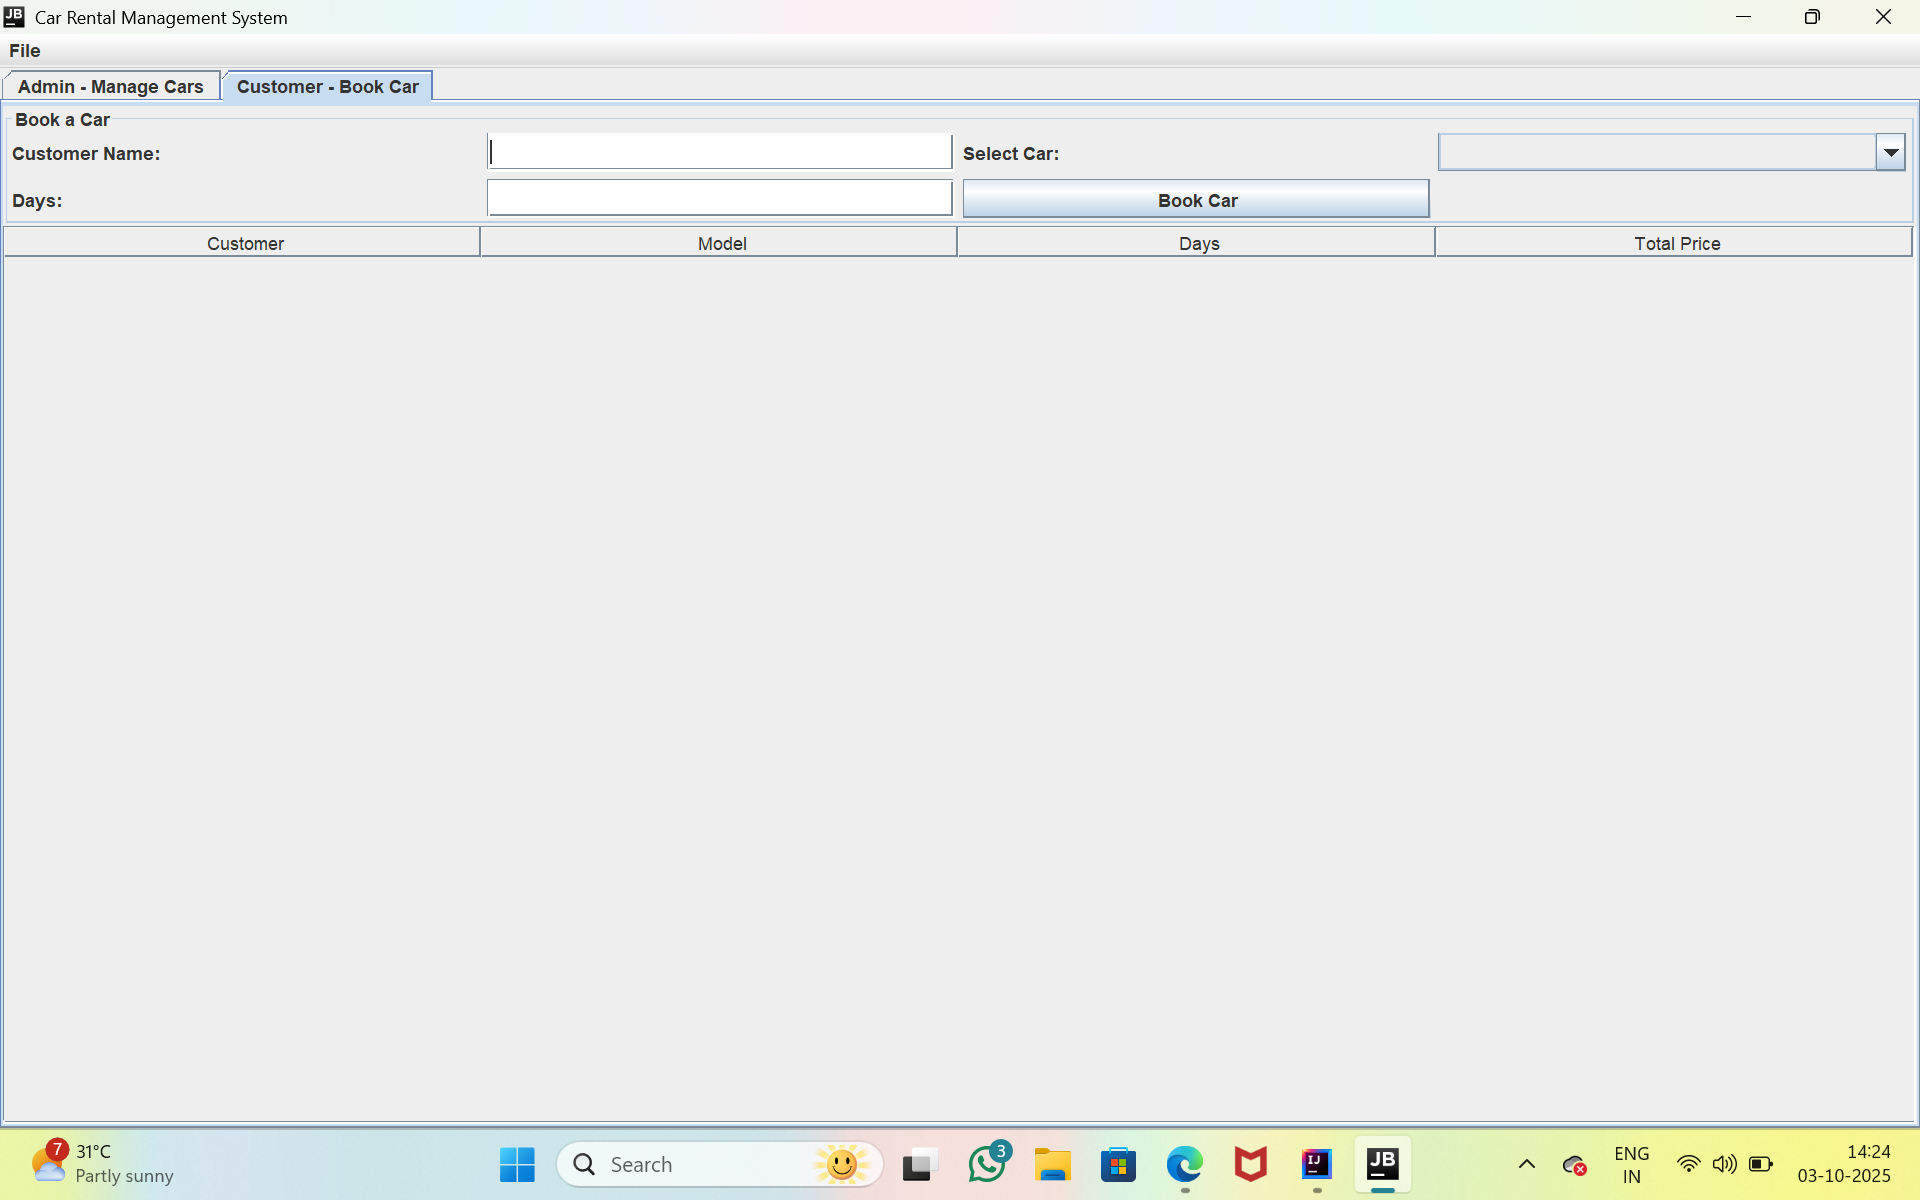 JB Car Rental Management System
File
Admin - Manage Cars Customer - Book Car
Book a Car
Customer Name: Select Car:
Days: Book Car
Customer Model Days Total Price
7 31°C
Partly sunny
Search
3
IJ
JB
ENG
IN
14:24
03-10-2025